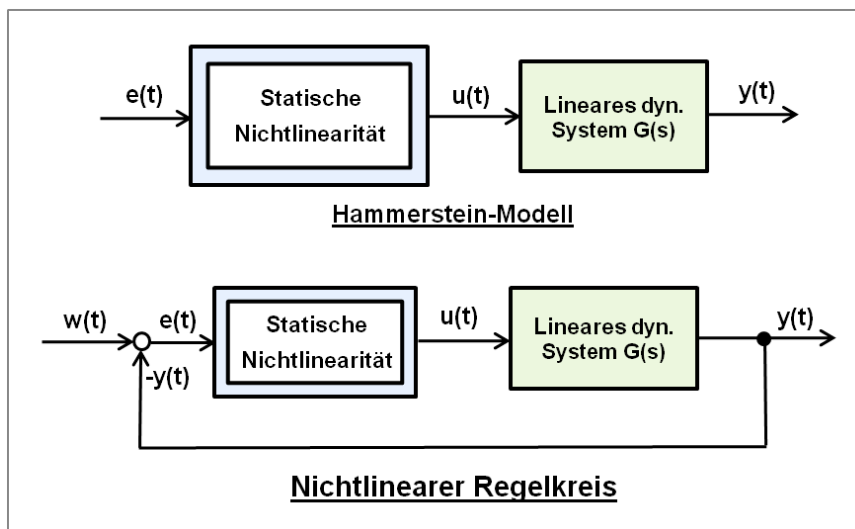 e(t)
Statische
Nichtlinearität
u(t)
Lineares dyn.
System G(s)
y(t)
Hammerstein-Modell
w(t)
e(t)
-y(t)
Statische
Nichtlinearität
u(t)
Lineares dyn.
System G(s)
y(t)
Nichtlinearer Regelkreis